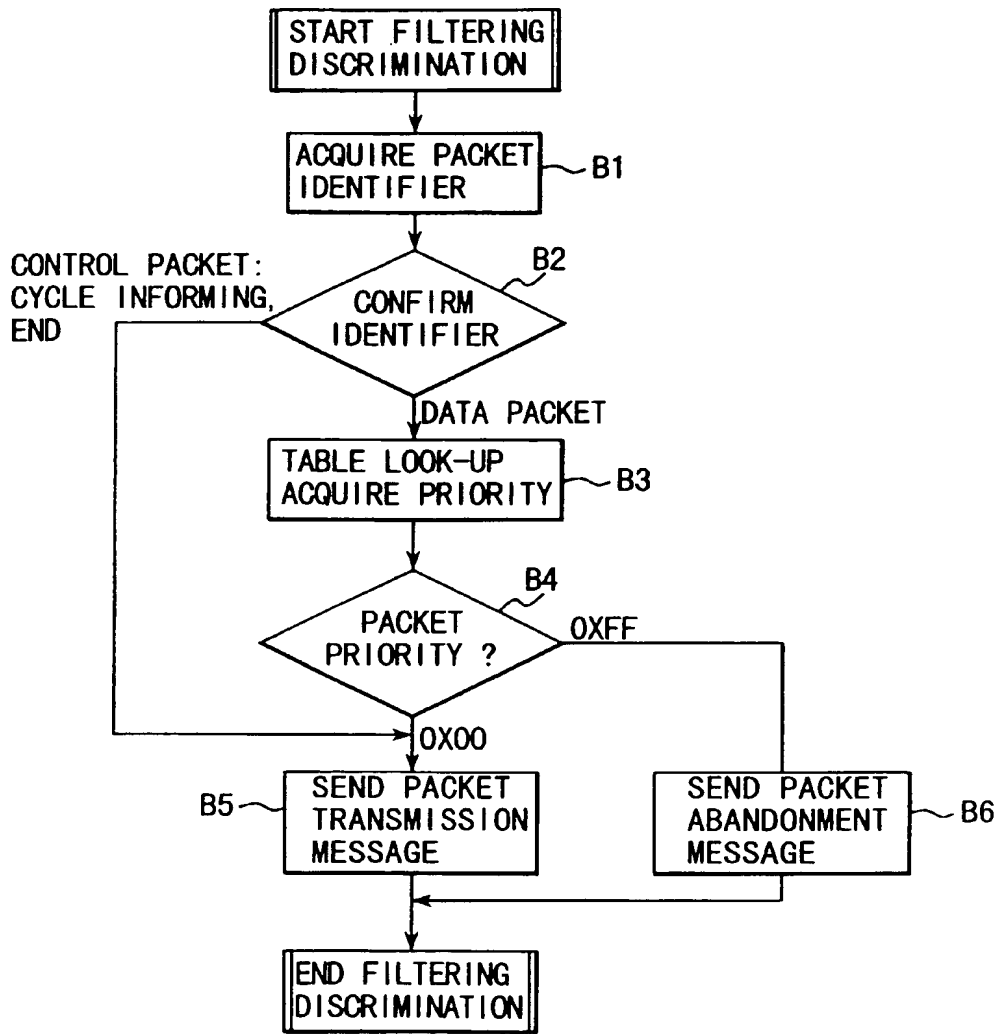 START FILTERING
DISCRIMINATION
ACQUIRE PACKET
IDENTIFIER
B1
CONTROL PACKET:
CYCLE INFORMING,
END
B2
CONFIRM
IDENTIFIER
DATA PACKET
TABLE LOOK-UP
ACQUIRE PRIORITY
B3
B4
PACKET
PRIORITY ?
0XFF
0X00
B5
SEND PACKET
TRANSMISSION
MESSAGE
SEND PACKET
ABANDONMENT
MESSAGE
B6
END FILTERING
DISCRIMINATION